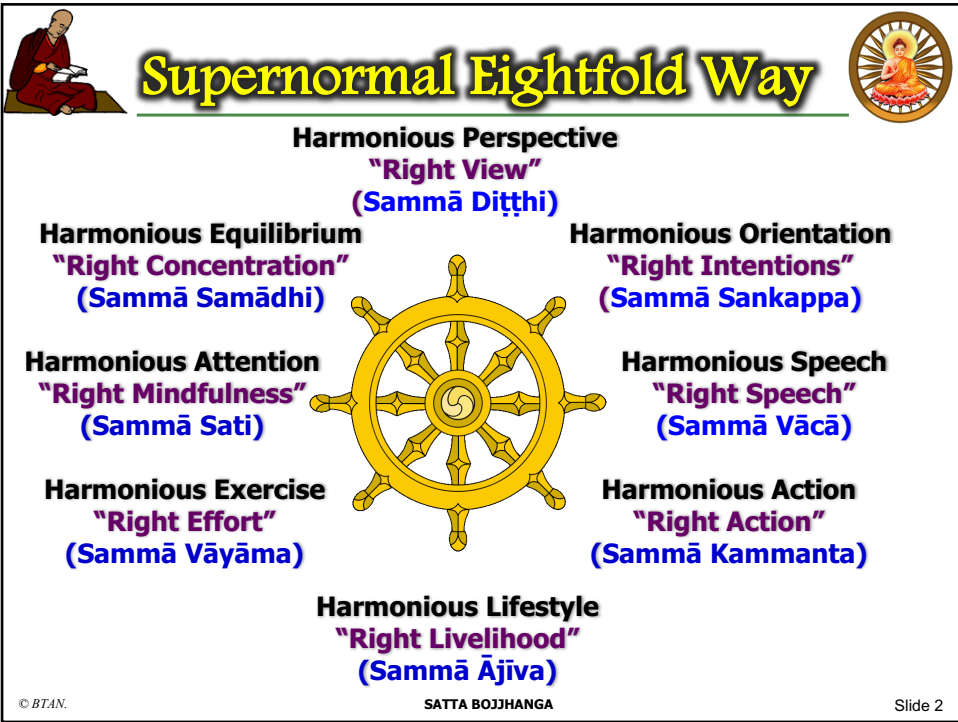 Supernormal Eightfold Way
Harmonious Perspective
“Right View”
(Sammā Diṭṭhi)
Harmonious Equilibrium
“Right Concentration”
(Sammā Samādhi)
Harmonious Orientation
“Right Intentions”
(Sammā Sankappa)
Harmonious Attention
“Right Mindfulness”
(Sammā Sati)
Harmonious Speech
“Right Speech”
(Sammā Vācā)
Harmonious Exercise
“Right Effort”
(Sammā Vāyāma)
Harmonious Action
“Right Action”
(Sammā Kammanta)
Harmonious Lifestyle
“Right Livelihood”
(Sammā Ājīva)
© BTAN.
SATTA BOJJHANGA
Slide 2